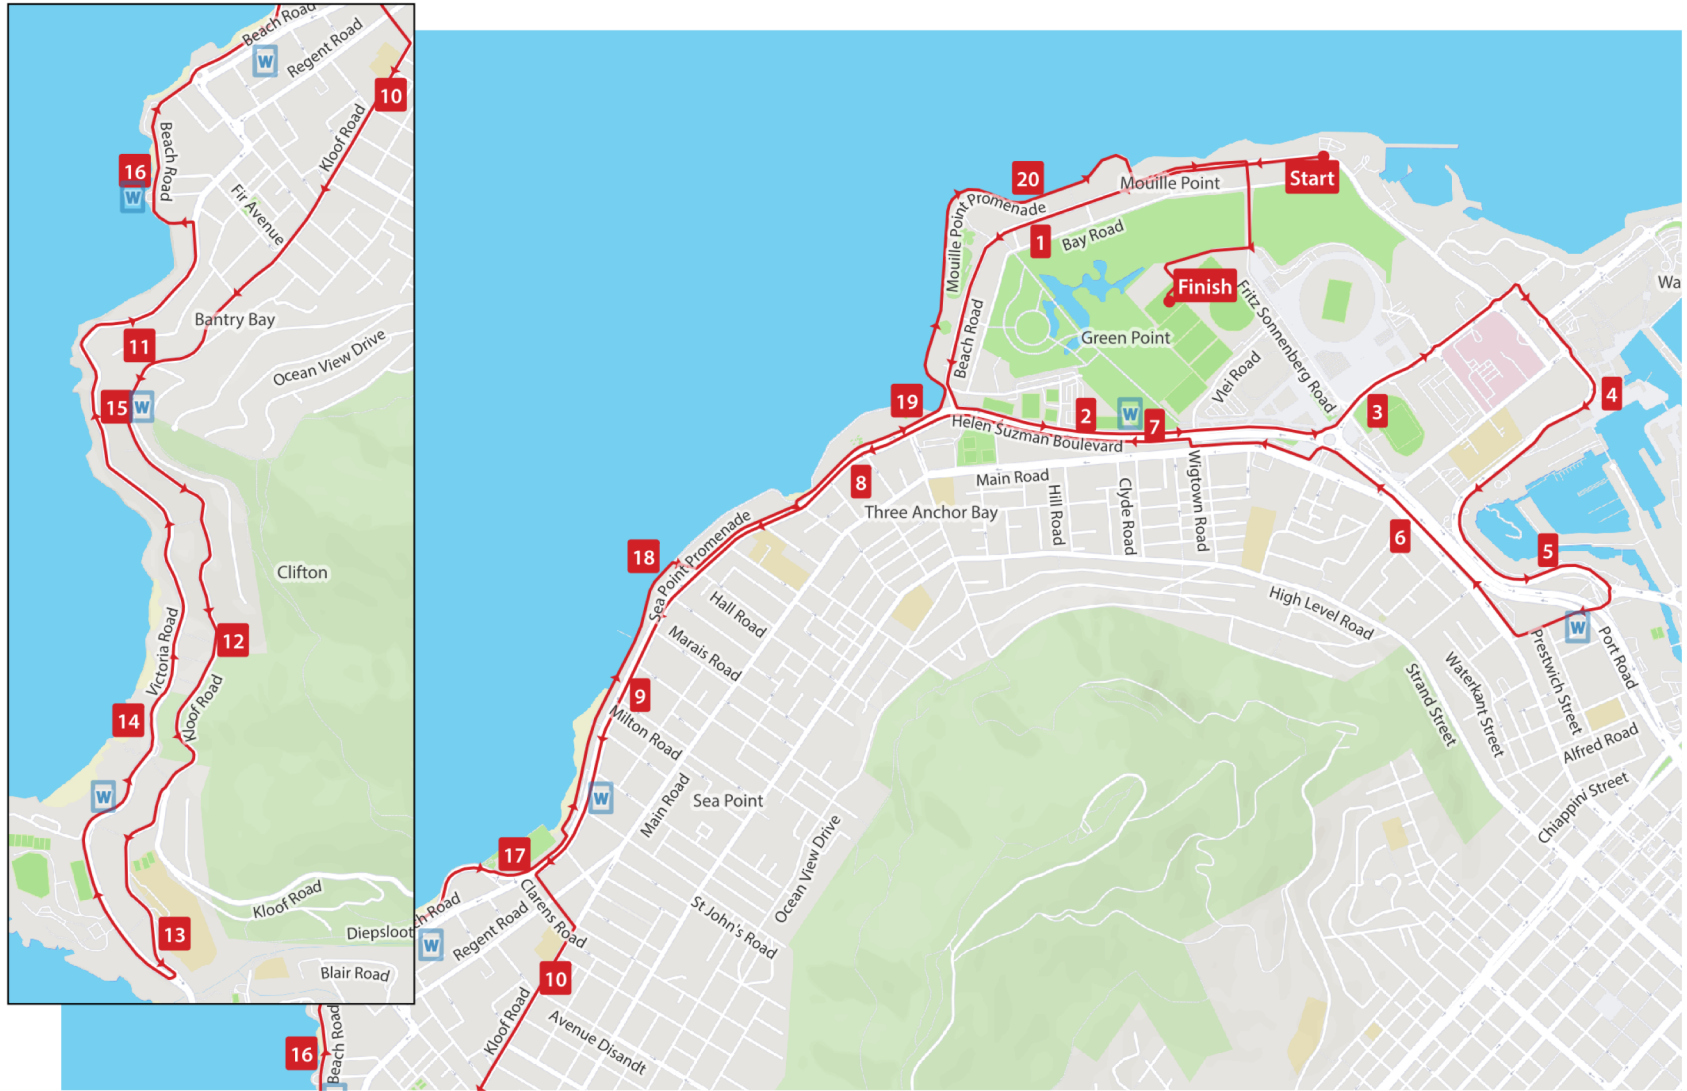 Beach Road
Regent Road
W
10
Kloof Road
Beach Road
16
W
Fir Avenue
Bantry Bay
11
Ocean View Drive
15
W
Clifton
12
Victoria Road
Kloof Road
14
W
Kloof Road
13
Diepsloot
Blair Road
16
Beach Road
20
Mouille Point
Start
Mouille Point Promenade
1
Bay Road
Finish
Fritz Sonnenberg Road
Wa
Beach Road
Green Point
Vlei Road
19
2
W
7
3
4
Helen Suzman Boulevard
8
Main Road
Three Anchor Bay
Hill Road
Clyde Road
Wigtown Road
6
5
18
Sea Point Promenade
Hall Road
Marais Road
High Level Road
W
Port Road
Prestwich Street
Waterkant Street
Strand Street
9
Milton Road
Alfred Road
Chiappini Street
W
Sea Point
Main Road
Ocean View Drive
17
Clarens Road
ch Road
W
Regent Road
St John's Road
10
Kloof Road
Avenue Disandt